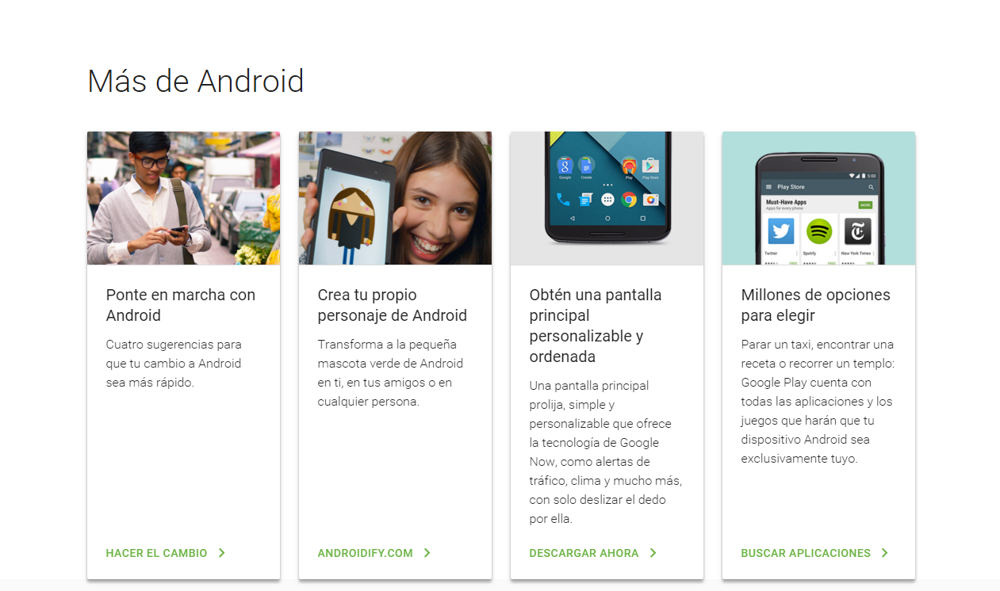 Más de Android
Google
Create
Play
Play Store
5:00
Play Store
Must-Have Apps
MORE
Apps for every phone
Twitter
Spotify
New York Times
FREE
FREE
FREE
Ponte en marcha con
Android
Cuatro sugerencias para
que tu cambio a Android
sea más rápido.
HACER EL CAMBIO
Crea tu propio
personaje de Android
Transforma a la pequeña
mascota verde de Android
en ti, en tus amigos o en
cualquier persona.
ANDROIDIFY.COM
Obtén una pantalla
principal
personalizable y
ordenada
Una pantalla principal
prolija, simple y
personalizable que ofrece
la tecnología de Google
Now, como alertas de
tráfico, clima y mucho más,
con solo deslizar el dedo
por ella.
DESCARGAR AHORA
Millones de opciones
para elegir
Parar un taxi, encontrar una
receta o recorrer un templo:
Google Play cuenta con
todas las aplicaciones y los
juegos que harán que tu
dispositivo Android sea
exclusivamente tuyo.
BUSCAR APLICACIONES